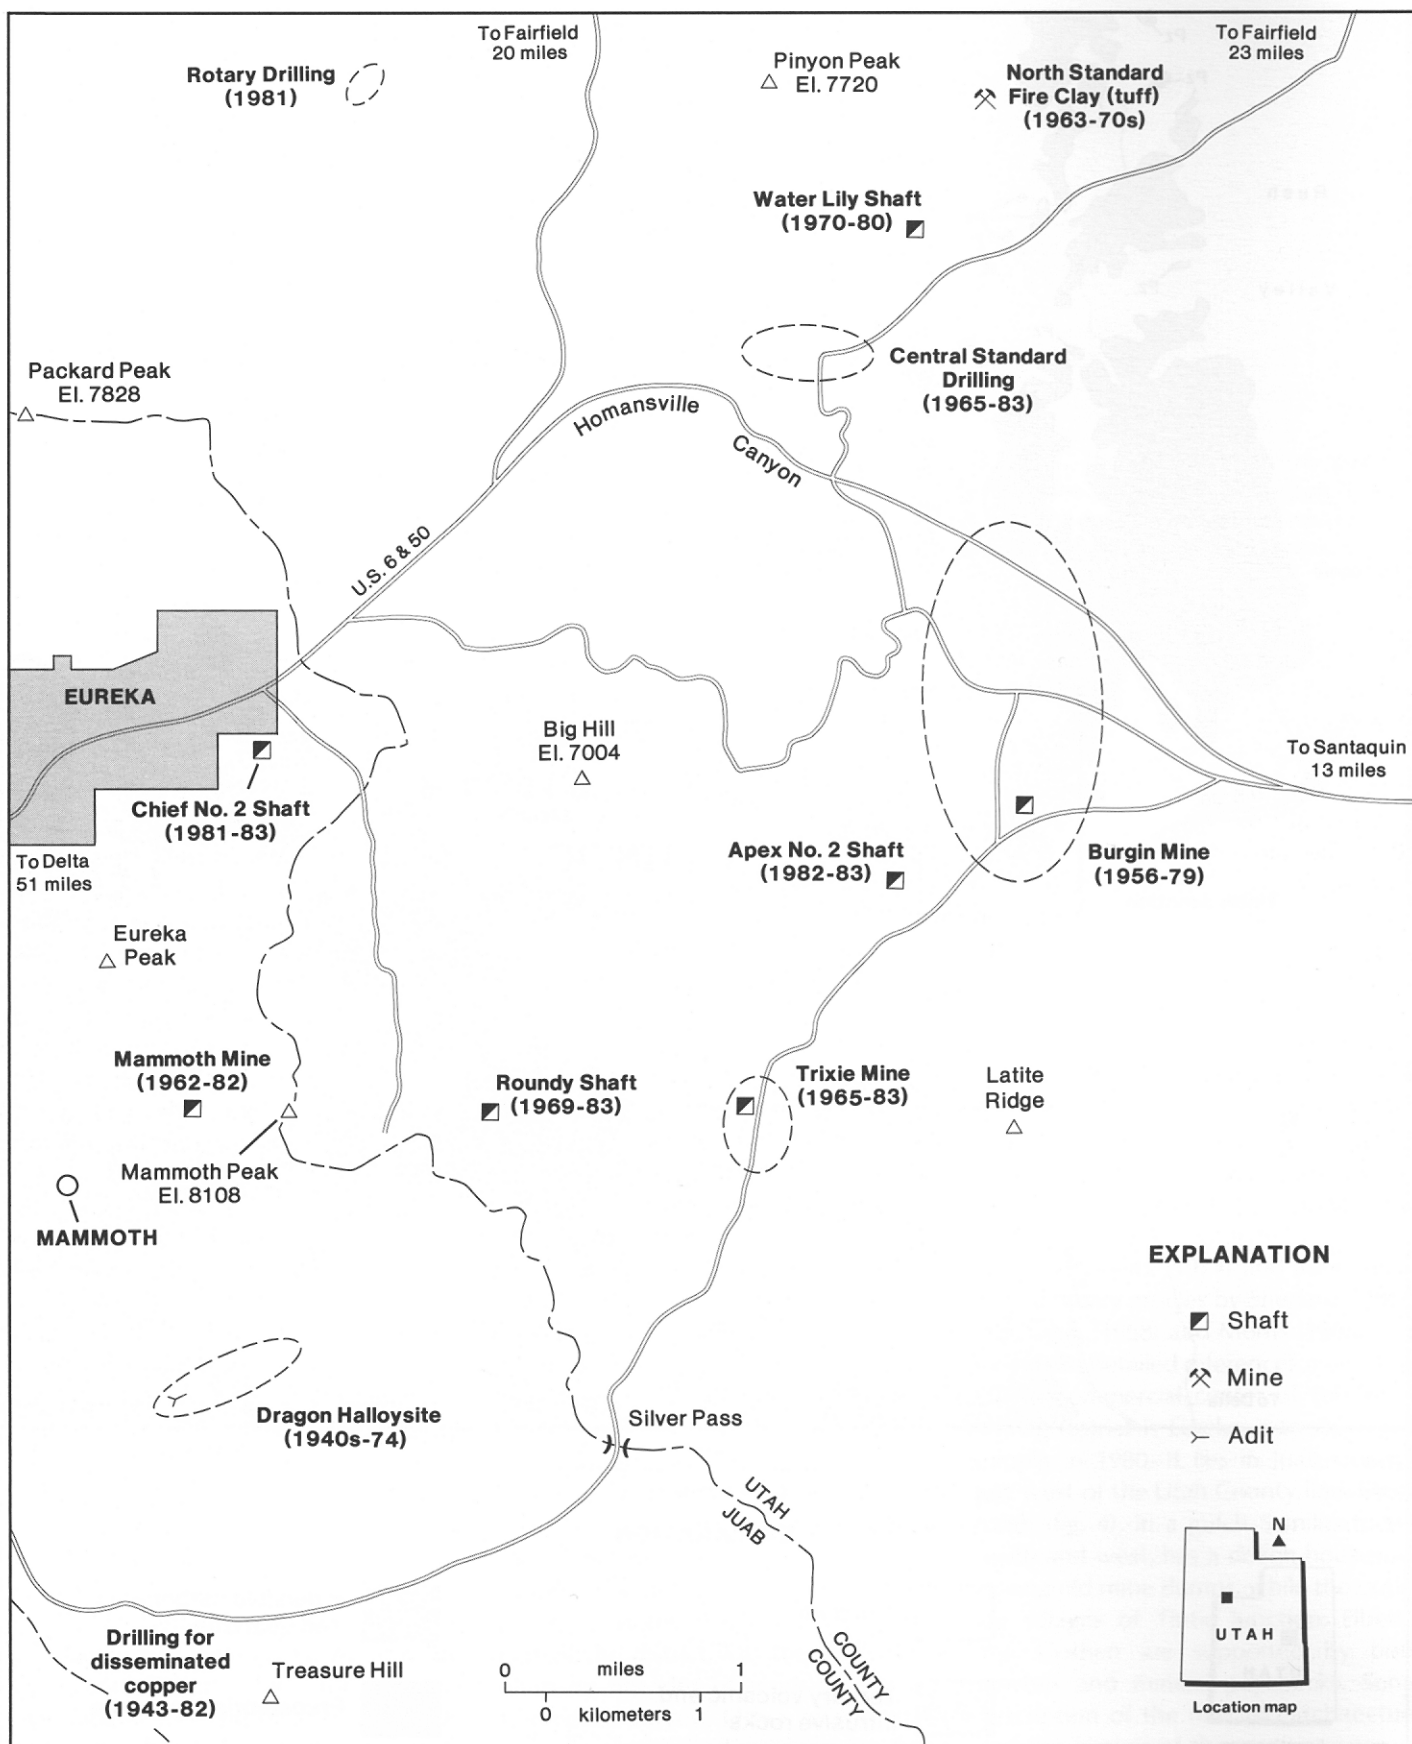 To Fairfield
20 miles
To Fairfield
23 miles
Rotary Drilling
(1981)
Pinyon Peak
El. 7720
North Standard
Fire Clay (tuff)
(1963-70s)
Water Lily Shaft
(1970-80)
Packard Peak
El. 7828
Central Standard
Drilling
(1965-83)
Homansville
Canyon
U.S. 6 & 50
EUREKA
Big Hill
El. 7004
To Santaquin
13 miles
Chief No. 2 Shaft
(1981-83)
To Delta
51 miles
Apex No. 2 Shaft
(1982-83)
Burgin Mine
(1956-79)
Eureka
Peak
Mammoth Mine
(1962-82)
Roundy Shaft
(1969-83)
Trixie Mine
(1965-83)
Latite
Ridge
Mammoth Peak
El. 8108
MAMMOTH
EXPLANATION
Shaft
Mine
Adit
Dragon Halloysite
(1940s-74)
Silver Pass
UTAH
JUAB
COUNTY
COUNTY
N
UTAH
Location map
Drilling for
disseminated
copper
(1943-82)
Treasure Hill
0 miles 1
0 kilometers 1